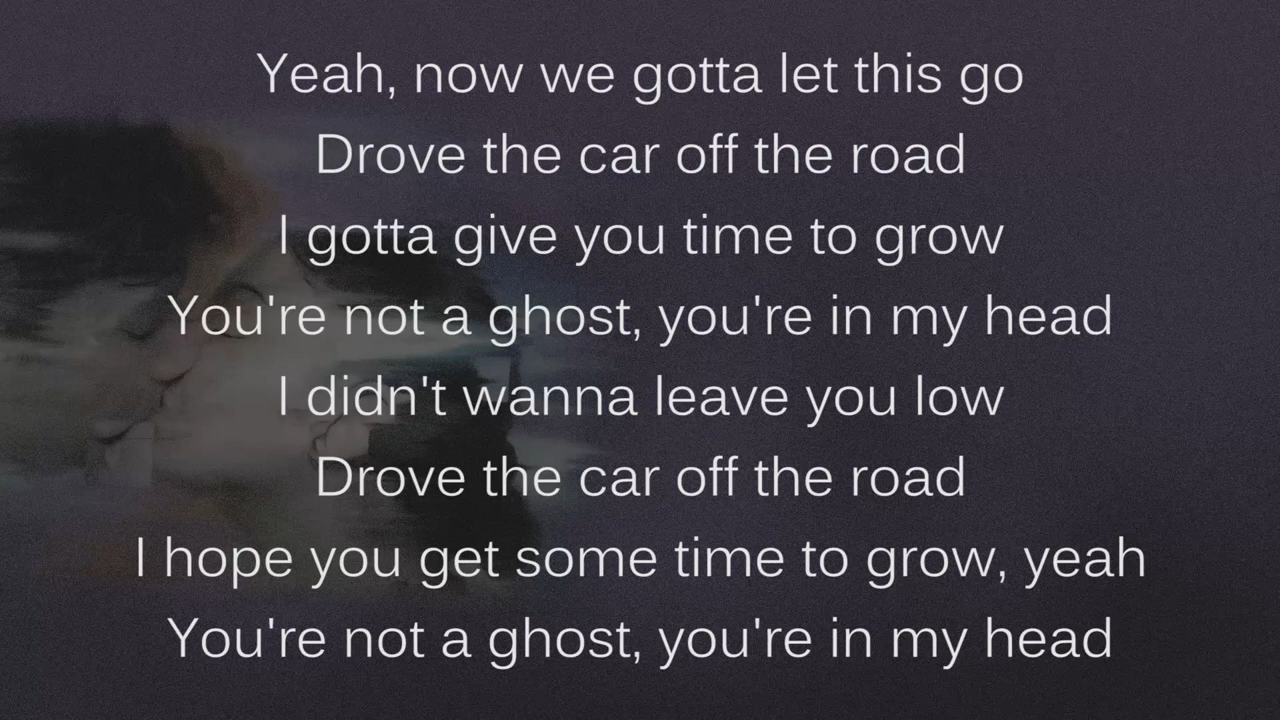 Yeah, now we gotta let this go
Drove the car off the road
I gotta give you time to grow
You're not a ghost, you're in my head
I didn't wanna leave you low
Drove the car off the road
I hope you get some time to grow, yeah
You're not a ghost, you're in my head